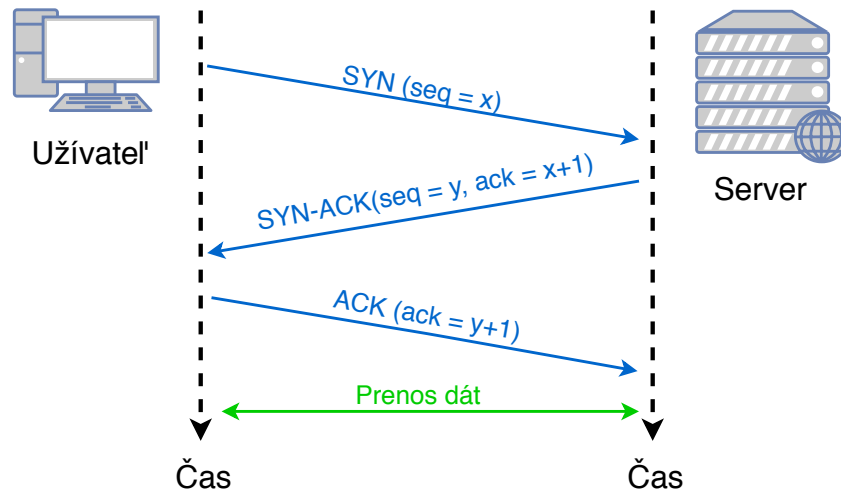 SYN (seq = x)
Užívateľ
Server
SYN-ACK(seq = y, ack = x+1)
ACK (ack = y+1)
Prenos dát
Čas
Čas